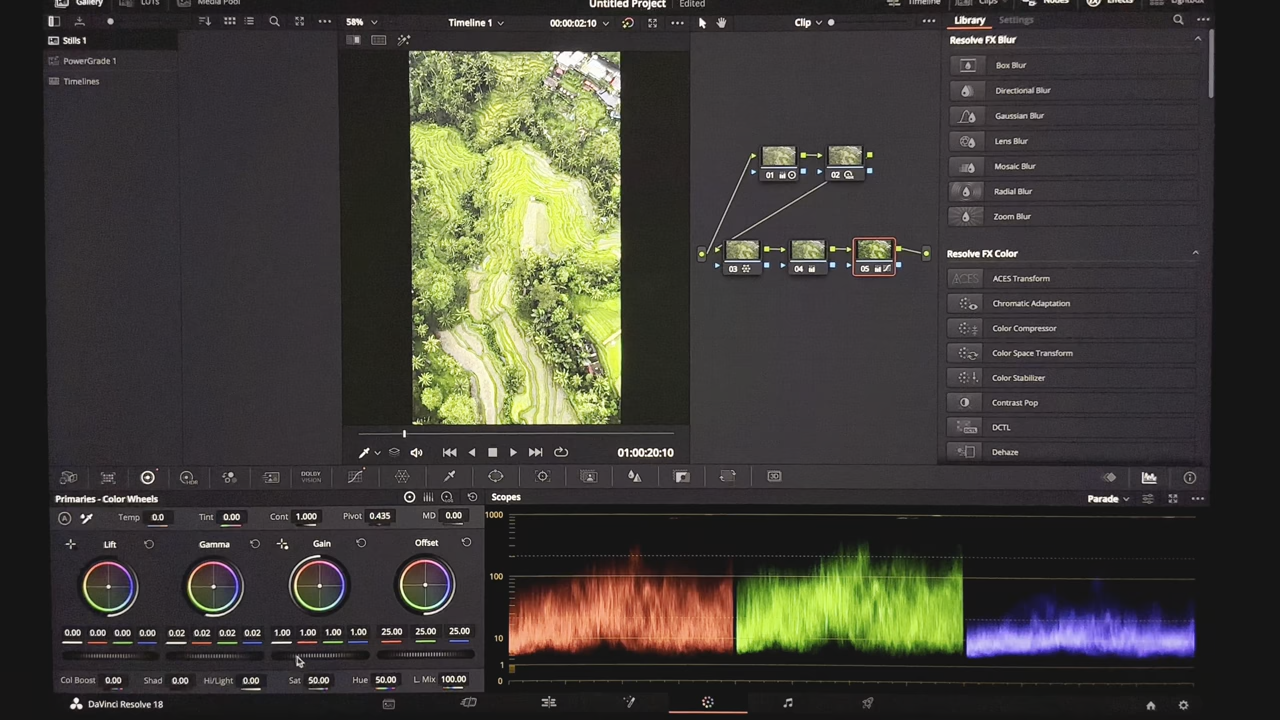 Gallery LUTs Media Pool Untitled Project Edited Timeline Clips Nodes Effects Lightbox
58% Timeline 1 00:00:02:10 Clip Library Settings
Stills 1
PowerGrade 1
Timelines
Resolve FX Blur
Box Blur
Directional Blur
Gaussian Blur
Lens Blur
Mosaic Blur
Radial Blur
Zoom Blur
01 02
03 04 05
Resolve FX Color
ACES ACES Transform
Chromatic Adaptation
Color Compressor
Color Space Transform
Color Stabilizer
Contrast Pop
DCTL DCTL
Dehaze
01:00:20:10
HDR DOLBY VISION 3D
Primaries - Color Wheels
A Temp 0.0 Tint 0.00 Cont 1.000 Pivot 0.435 MD 0.00
Lift Gamma Gain Offset
0.00 0.00 0.00 0.00 0.02 0.02 0.02 0.02 1.00 1.00 1.00 1.00 25.00 25.00 25.00
Col Boost 0.00 Shad 0.00 Hi/Light 0.00 Sat 50.00 Hue 50.00 L. Mix 100.00
Scopes Parade
1000
100
10
1
0
DaVinci Resolve 18